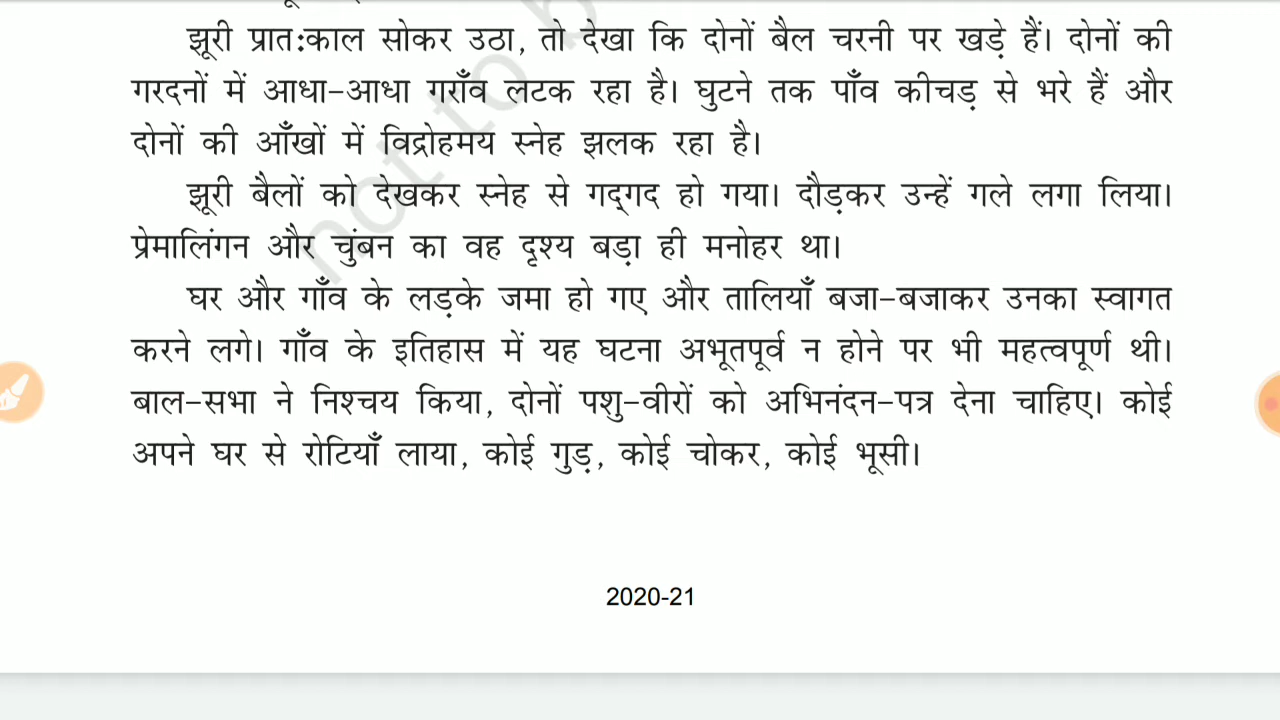 झूरी प्रात:काल सोकर उठा, तो देखा कि दोनों बैल चरनी पर खड़े हैं। दोनों की
गरदनों में आधा-आधा गराँव लटक रहा है। घुटने तक पाँव कीचड़ से भरे हैं और
दोनों की आँखों में विद्रोहमय स्नेह झलक रहा है।
झूरी बैलों को देखकर स्नेह से गद्‌गद हो गया। दौड़कर उन्हें गले लगा लिया।
प्रेमालिंगन और चुंबन का वह दृश्य बड़ा ही मनोहर था।
घर और गाँव के लड़के जमा हो गए और तालियाँ बजा-बजाकर उनका स्वागत
करने लगे। गाँव के इतिहास में यह घटना अभूतपूर्व न होने पर भी महत्वपूर्ण थी।
बाल-सभा ने निश्चय किया, दोनों पशु-वीरों को अभिनंदन-पत्र देना चाहिए। कोई
अपने घर से रोटियाँ लाया, कोई गुड़, कोई चोकर, कोई भूसी।
not to b
2020-21